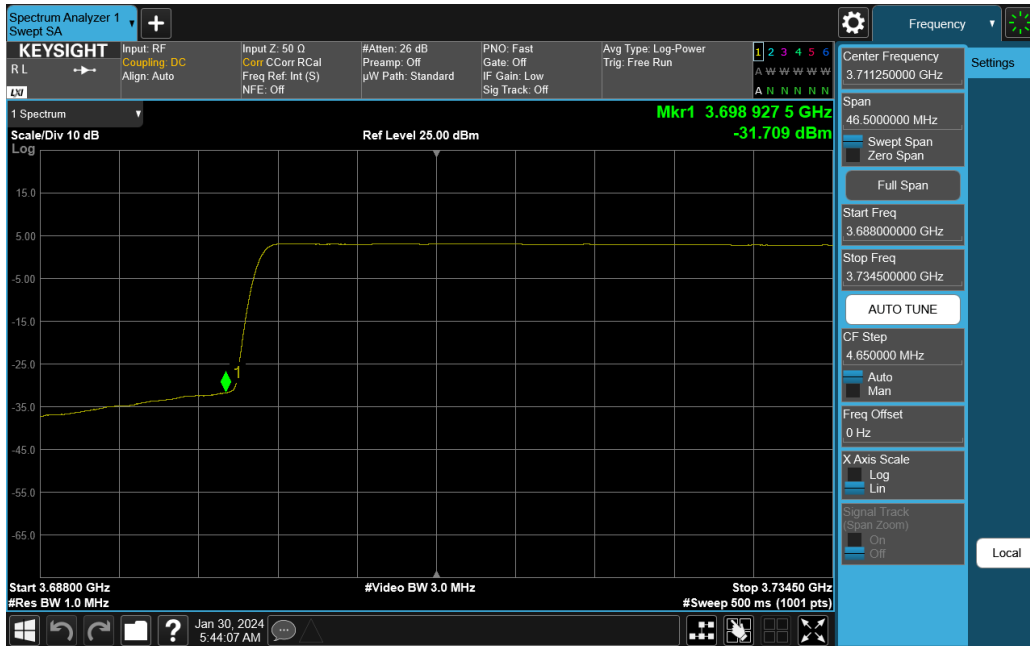 Spectrum Analyzer 1
Swept SA
Frequency
KEYSIGHT
R L
LXI
Input: RF
Coupling: DC
Align: Auto
Input Z: 50 Ω
Corr CCorr RCal
Freq Ref: Int (S)
NFE: Off
#Atten: 26 dB
Preamp: Off
µW Path: Standard
PNO: Fast
Gate: Off
IF Gain: Low
Sig Track: Off
Avg Type: Log-Power
Trig: Free Run
1 2 3 4 5 6
A W W W W W
A N N N N N
1 Spectrum
Scale/Div 10 dB
Log
Ref Level 25.00 dBm
Mkr1 3.698 927 5 GHz
-31.709 dBm
15.0
5.00
-5.00
-15.0
-25.0
-35.0
-45.0
-55.0
-65.0
1
Start 3.68800 GHz
#Res BW 1.0 MHz
#Video BW 3.0 MHz
Stop 3.73450 GHz
#Sweep 500 ms (1001 pts)
Center Frequency
3.711250000 GHz
Span
46.5000000 MHz
Swept Span
Zero Span
Full Span
Start Freq
3.688000000 GHz
Stop Freq
3.734500000 GHz
AUTO TUNE
CF Step
4.650000 MHz
Auto
Man
Freq Offset
0 Hz
X Axis Scale
Log
Lin
Signal Track
(Span Zoom)
On
Off
Settings
Local
?
Jan 30, 2024
5:44:07 AM